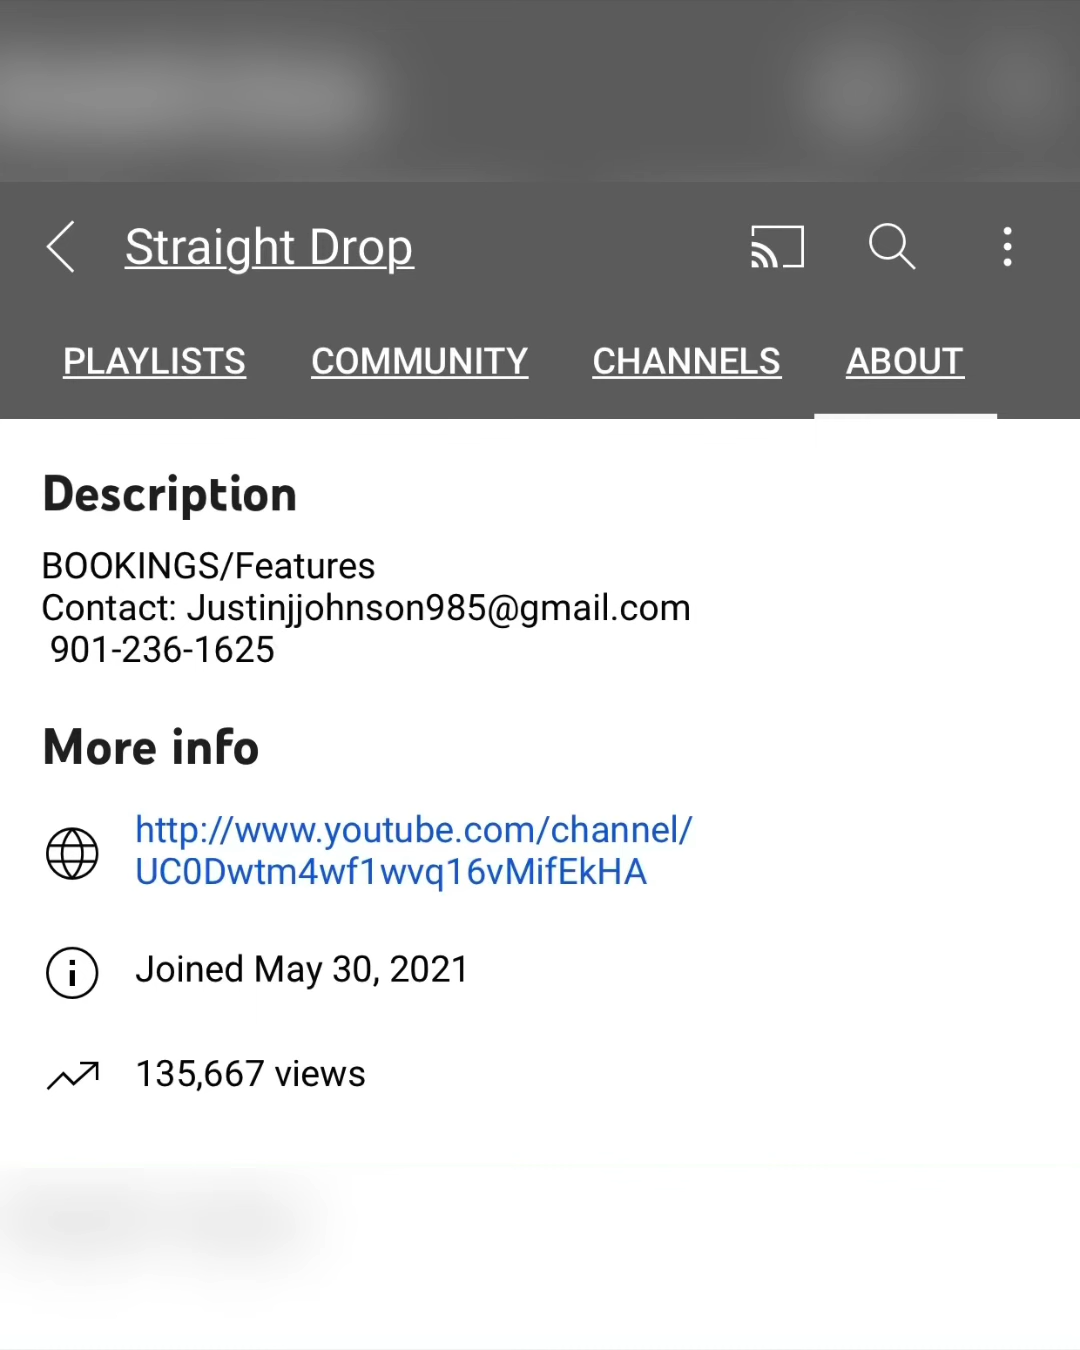 Straight Drop
PLAYLISTS COMMUNITY CHANNELS ABOUT
Description
BOOKINGS/Features
Contact: Justinjjohnson985@gmail.com
901-236-1625
More info
http://www.youtube.com/channel/
UC0Dwtm4wf1wvq16vMifEkHA
Joined May 30, 2021
135,667 views